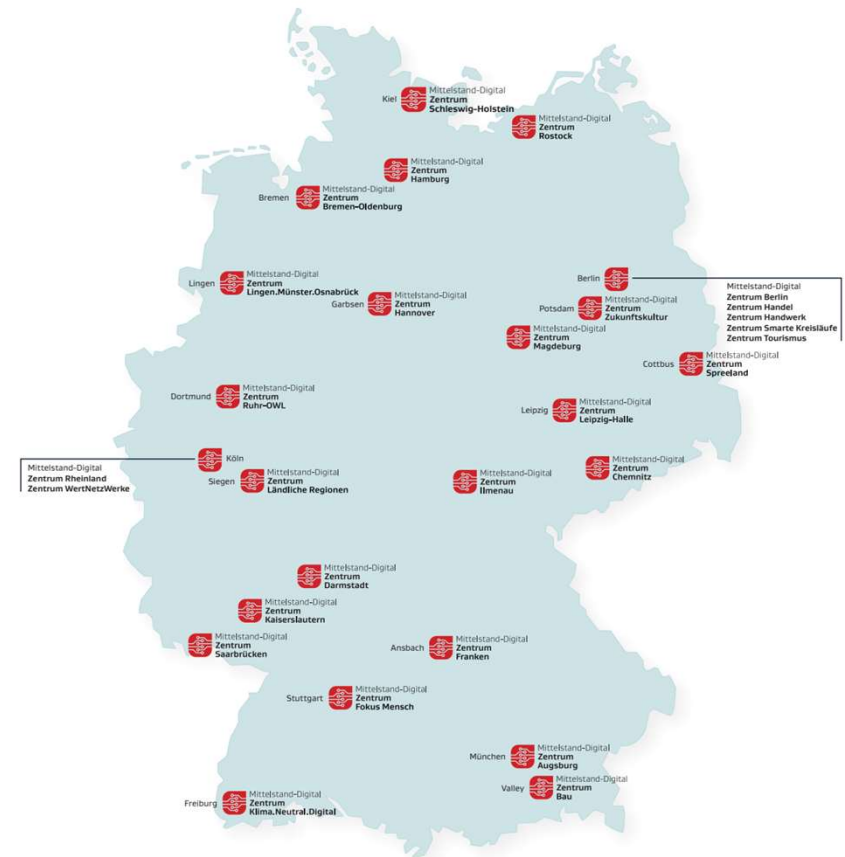 Kiel
Mittelstand-Digital
Zentrum
Schleswig-Holstein
Mittelstand-Digital
Zentrum
Rostock
Mittelstand-Digital
Zentrum
Hamburg
Bremen
Mittelstand-Digital
Zentrum
Bremen-Oldenburg
Lingen
Mittelstand-Digital
Zentrum
Lingen.Münster.Osnabrück
Garbsen
Mittelstand-Digital
Zentrum
Hannover
Berlin
Mittelstand-Digital
Zentrum Berlin
Zentrum Handel
Zentrum Handwerk
Zentrum Smarte Kreisläufe
Zentrum Tourismus
Potsdam
Mittelstand-Digital
Zentrum
Zukunftskultur
Mittelstand-Digital
Zentrum
Magdeburg
Cottbus
Mittelstand-Digital
Zentrum
Spreeland
Dortmund
Mittelstand-Digital
Zentrum
Ruhr-OWL
Leipzig
Mittelstand-Digital
Zentrum
Leipzig-Halle
Köln
Mittelstand-Digital
Zentrum Rheinland
Zentrum WertNetzWerke
Siegen
Mittelstand-Digital
Zentrum
Ländliche Regionen
Mittelstand-Digital
Zentrum
Ilmenau
Mittelstand-Digital
Zentrum
Chemnitz
Mittelstand-Digital
Zentrum
Darmstadt
Mittelstand-Digital
Zentrum
Kaiserslautern
Mittelstand-Digital
Zentrum
Saarbrücken
Ansbach
Mittelstand-Digital
Zentrum
Franken
Stuttgart
Mittelstand-Digital
Zentrum
Fokus Mensch
München
Mittelstand-Digital
Zentrum
Augsburg
Valley
Mittelstand-Digital
Zentrum
Bau
Freiburg
Mittelstand-Digital
Zentrum
Klima.Neutral.Digital